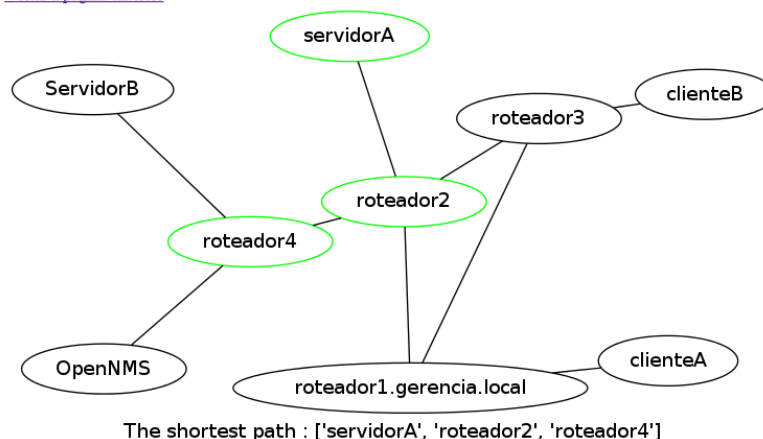 servidorA
ServidorB
clienteB
roteador3
roteador2
roteador4
OpenNMS
clienteA
roteador1.gerencia.local
The shortest path : ['servidorA', 'roteador2', 'roteador4']